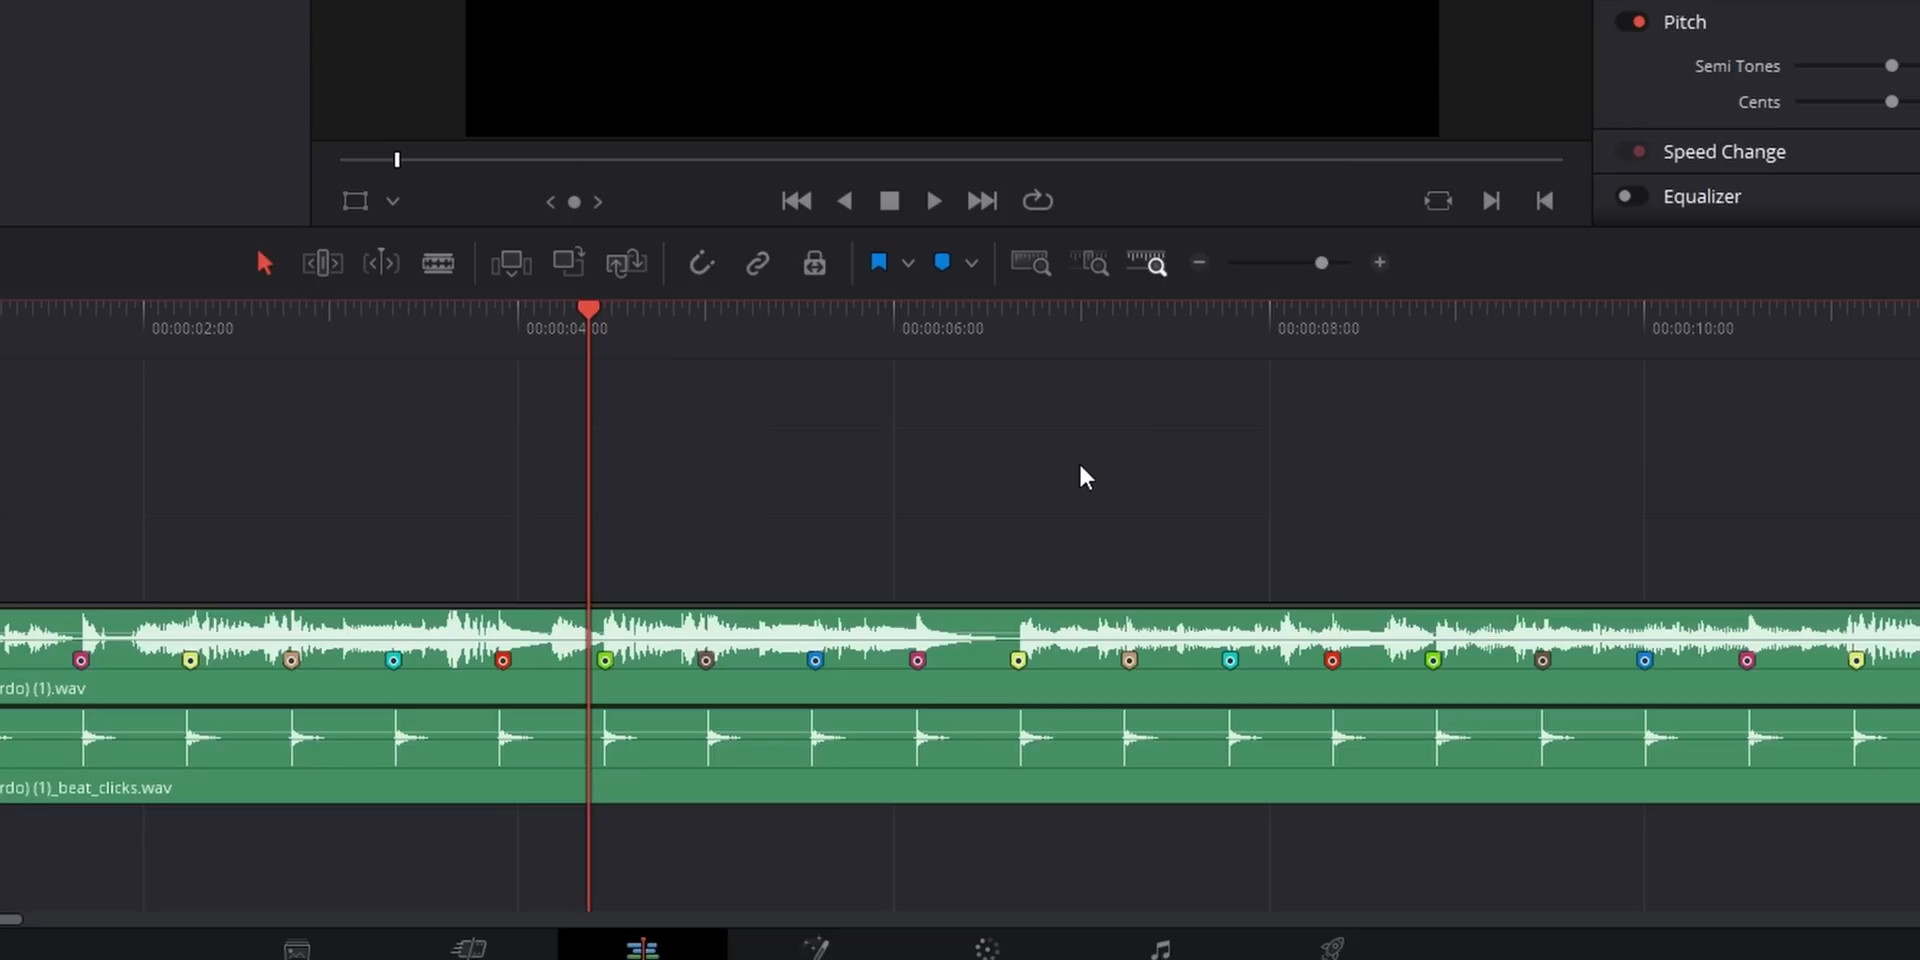 Pitch
Semi Tones
Cents
Speed Change
Equalizer
00:00:02:00
00:00:04:00
00:00:06:00
00:00:08:00
00:00:10:00
rdo) (1).wav
rdo) (1)_beat_clicks.wav